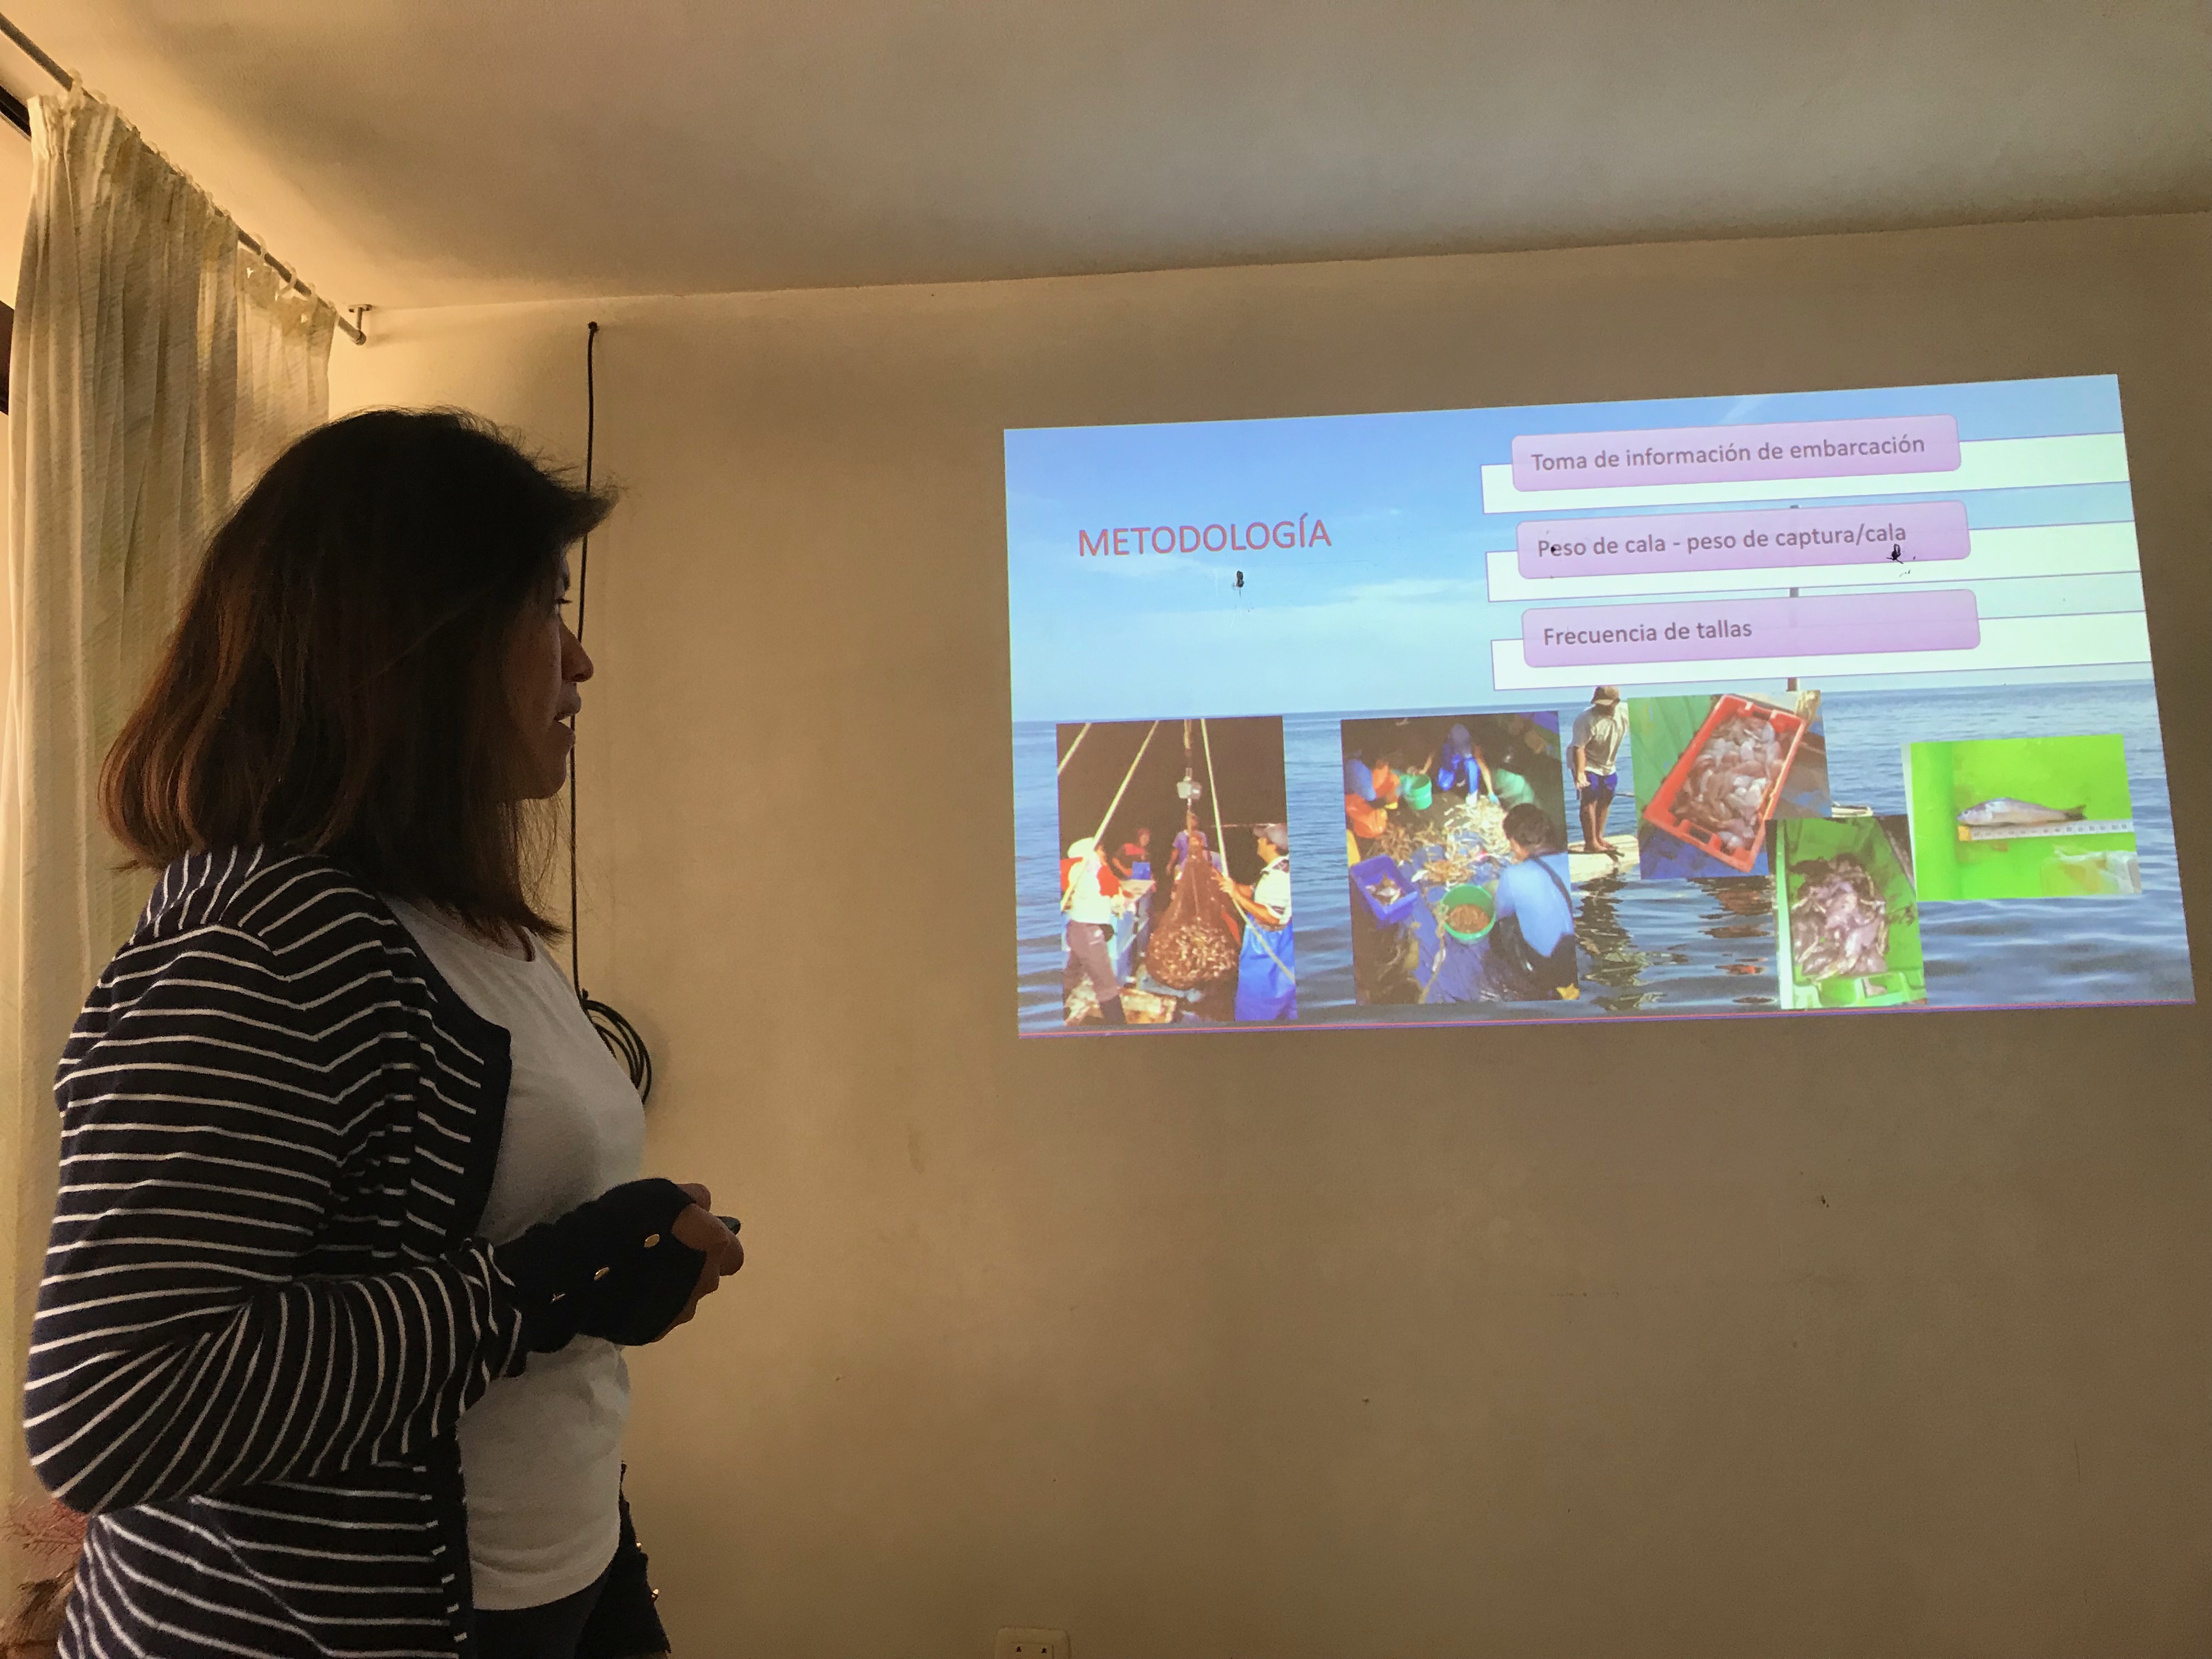 METODOLOGÍA
Toma de información de embarcación
Peso de cala - peso de captura/cala
Frecuencia de tallas